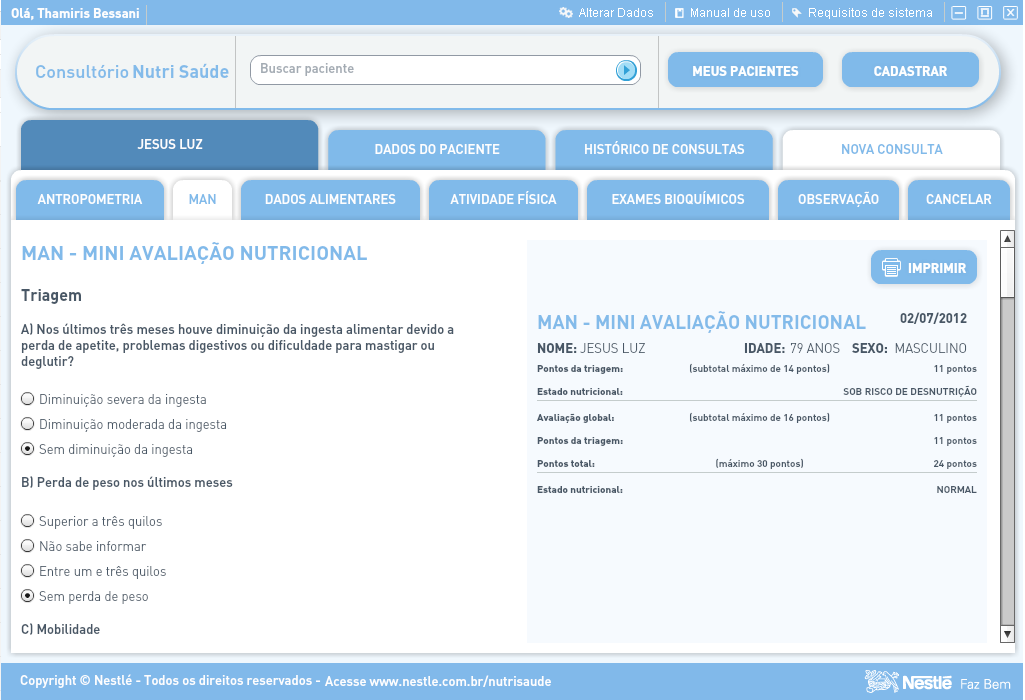 Olá, Thamiris Bessani
Alterar Dados
Manual de uso
Requisitos de sistema
Consultório Nutri Saúde
Buscar paciente
MEUS PACIENTES
CADASTRAR
JESUS LUZ
DADOS DO PACIENTE
HISTÓRICO DE CONSULTAS
NOVA CONSULTA
ANTROPOMETRIA
MAN
DADOS ALIMENTARES
ATIVIDADE FÍSICA
EXAMES BIOQUÍMICOS
OBSERVAÇÃO
CANCELAR
MAN - MINI AVALIAÇÃO NUTRICIONAL
Triagem
A) Nos últimos três meses houve diminuição da ingesta alimentar devido a
perda de apetite, problemas digestivos ou dificuldade para mastigar ou
deglutir?
Diminuição severa da ingesta
Diminuição moderada da ingesta
Sem diminuição da ingesta
B) Perda de peso nos últimos meses
Superior a três quilos
Não sabe informar
Entre um e três quilos
Sem perda de peso
C) Mobilidade
IMPRIMIR
MAN - MINI AVALIAÇÃO NUTRICIONAL 02/07/2012
NOME: JESUS LUZ IDADE: 79 ANOS SEXO: MASCULINO
Pontos da triagem: (subtotal máximo de 14 pontos) 11 pontos
Estado nutricional: SOB RISCO DE DESNUTRIÇÃO
Avaliação global: (subtotal máximo de 16 pontos) 11 pontos
Pontos da triagem: 11 pontos
Pontos total: (máximo 30 pontos) 24 pontos
Estado nutricional: NORMAL
Copyright © Nestlé - Todos os direitos reservados - Acesse www.nestle.com.br/nutrisaude
Nestlé Faz Bem